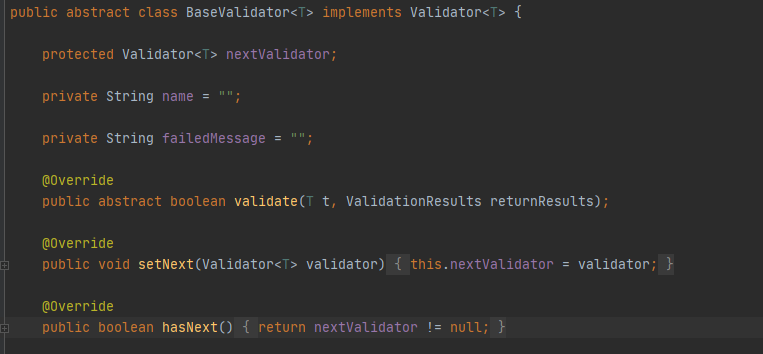 public abstract class BaseValidator<T> implements Validator<T> {
protected Validator<T> nextValidator;
private String name = "";
private String failedMessage = "";
@Override
public abstract boolean validate(T t, ValidationResults returnResults);
@Override
public void setNext(Validator<T> validator) { this.nextValidator = validator; }
@Override
public boolean hasNext() { return nextValidator != null; }